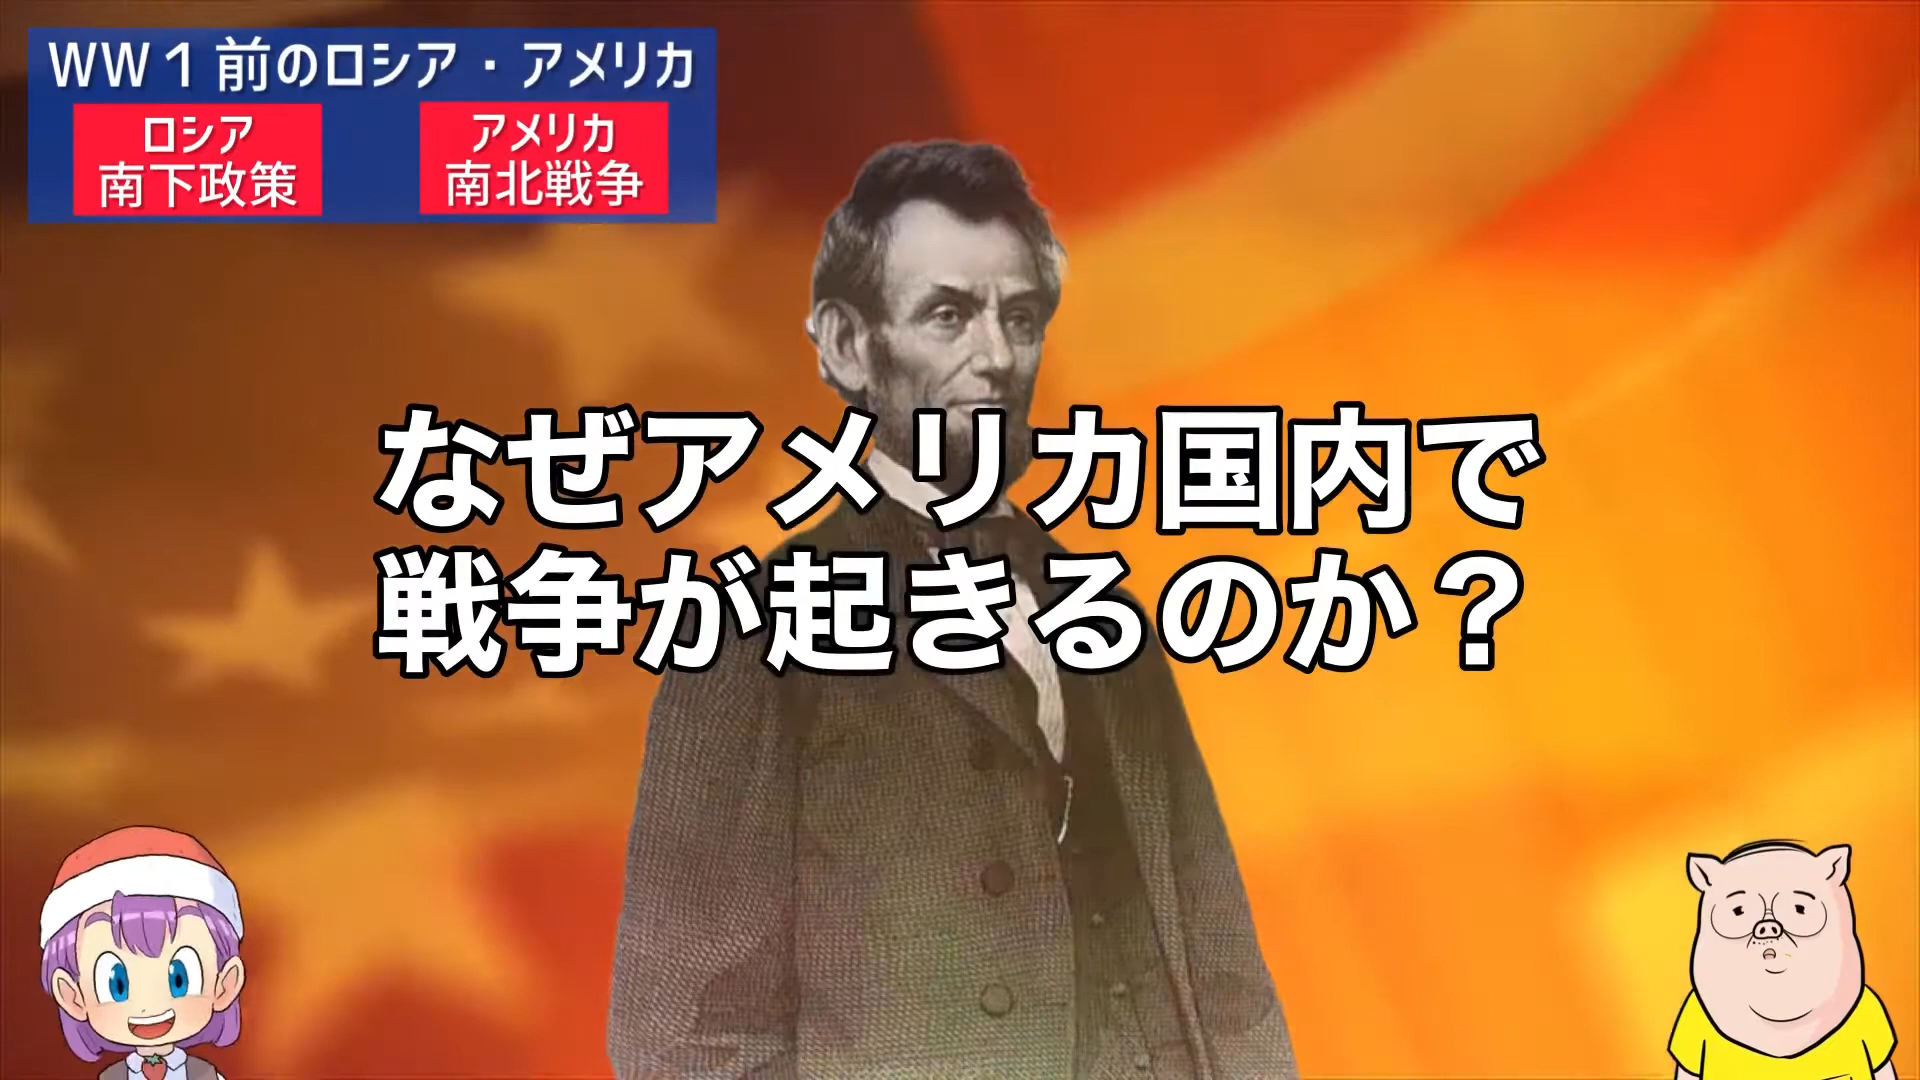 WW１前のロシア・アメリカ
ロシア
南下政策
アメリカ
南北戦争
なぜアメリカ国内で
戦争が起きるのか？